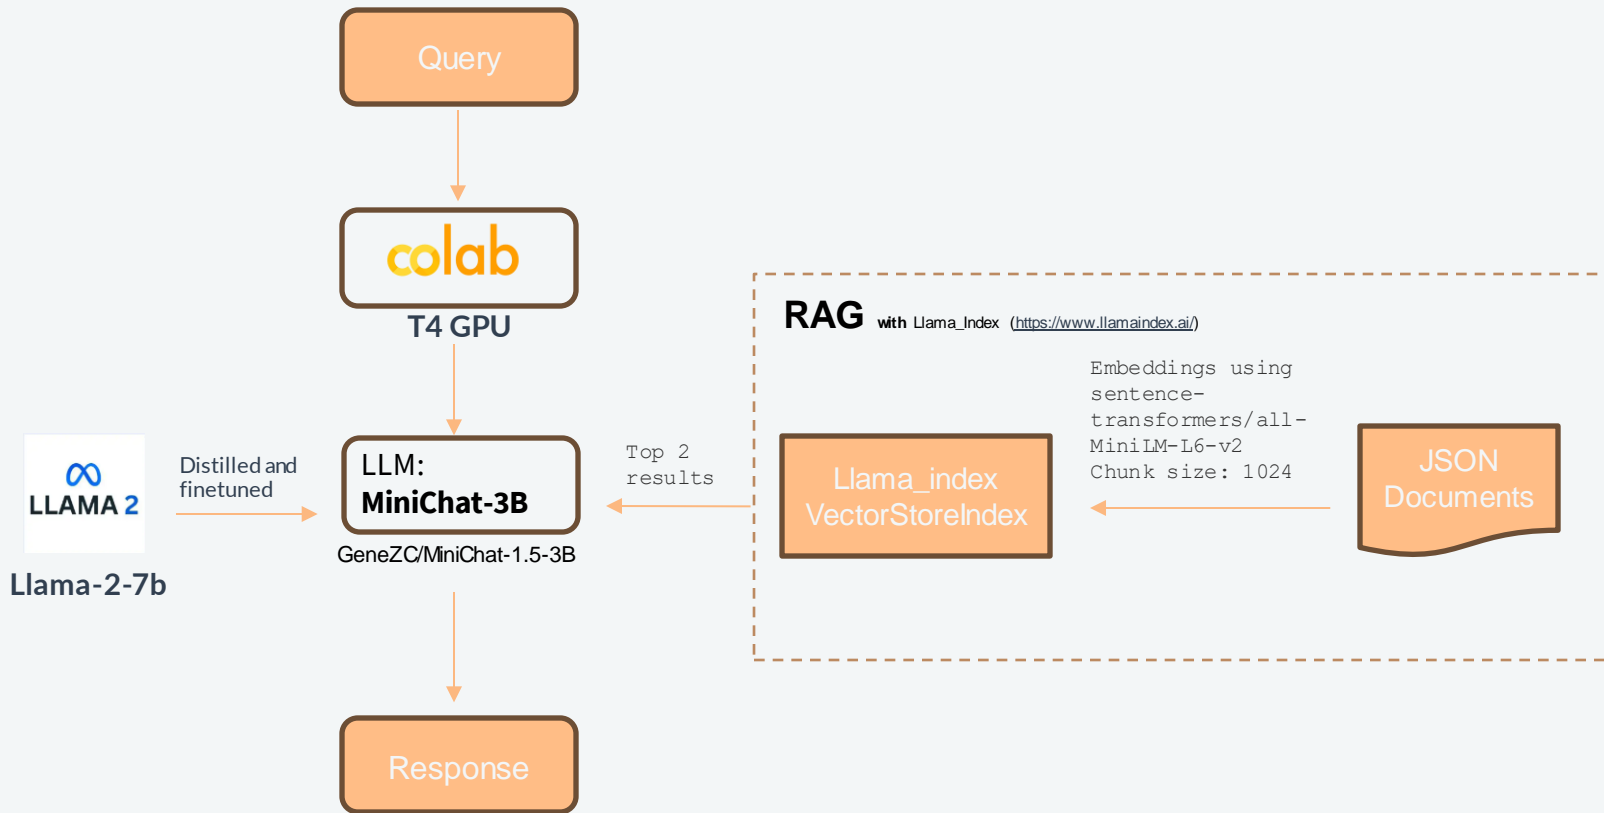 Query
colab
T4 GPU
RAG with Llama_Index (https://www.llamaindex.ai/)
Embeddings using
sentence-
transformers/all-
MiniLM-L6-v2
Chunk size: 1024
JSON
Documents
Llama_index
VectorStoreIndex
Top 2
results
LLM:
MiniChat-3B
GeneZC/MiniChat-1.5-3B
Distilled and
finetuned
LLAMA 2
Llama-2-7b
Response